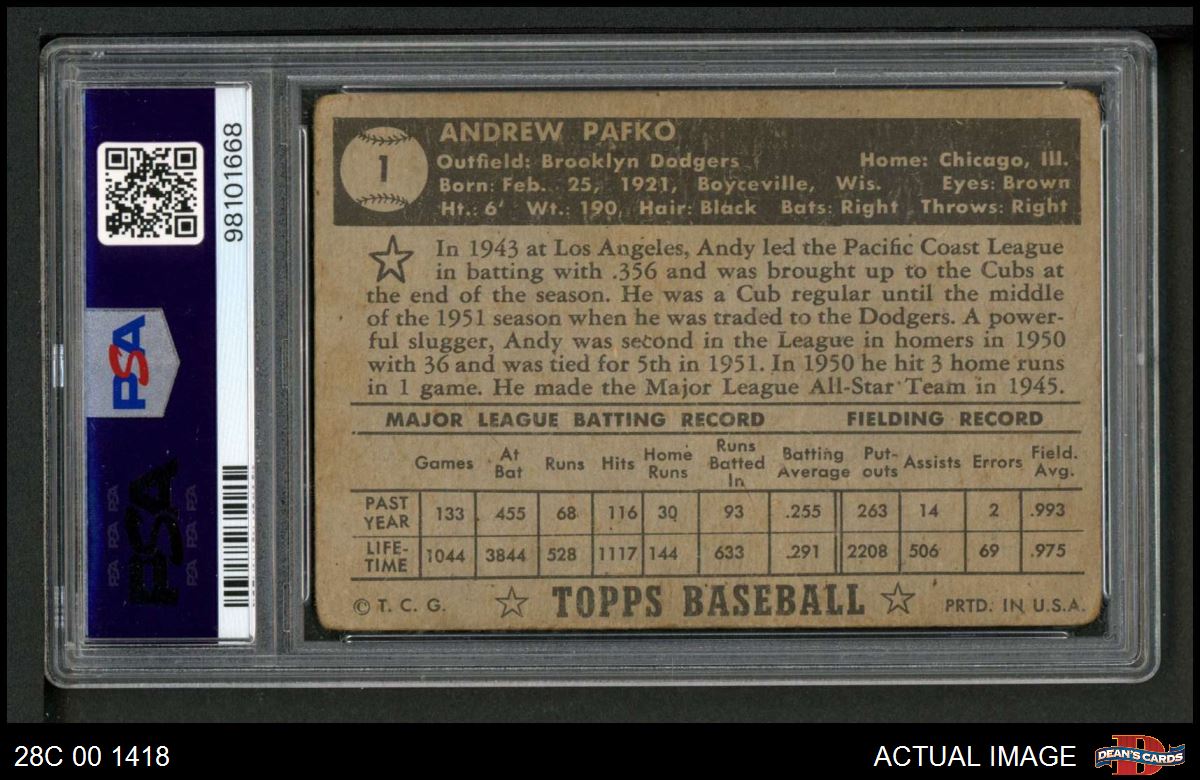 98101668
PSA
PSA
1
ANDREW PAFKO
Outfield: Brooklyn Dodgers Home: Chicago, Ill.
Born: Feb. 25, 1921, Boyceville, Wis. Eyes: Brown
Ht.: 6' Wt.: 190, Hair: Black Bats: Right Throws: Right
In 1943 at Los Angeles, Andy led the Pacific Coast League
in batting with .356 and was brought up to the Cubs at
the end of the season. He was a Cub regular until the middle
of the 1951 season when he was traded to the Dodgers. A power-
ful slugger, Andy was second in the League in homers in 1950
with 36 and was tied for 5th in 1951. In 1950 he hit 3 home runs
in 1 game. He made the Major League All-Star Team in 1945.
MAJOR LEAGUE BATTING RECORD FIELDING RECORD
Games At Bat Runs Hits Home Runs Runs Batted In Batting Average Put-outs Assists Errors Field. Avg.
PAST YEAR 133 455 68 116 30 93 .255 263 14 2 .993
LIFE-TIME 1044 3844 528 1117 144 633 .291 2208 506 69 .975
© T. C. G. TOPPS BASEBALL PRTD. IN U.S.A.
28C 00 1418 ACTUAL IMAGE DEAN'S CARDS